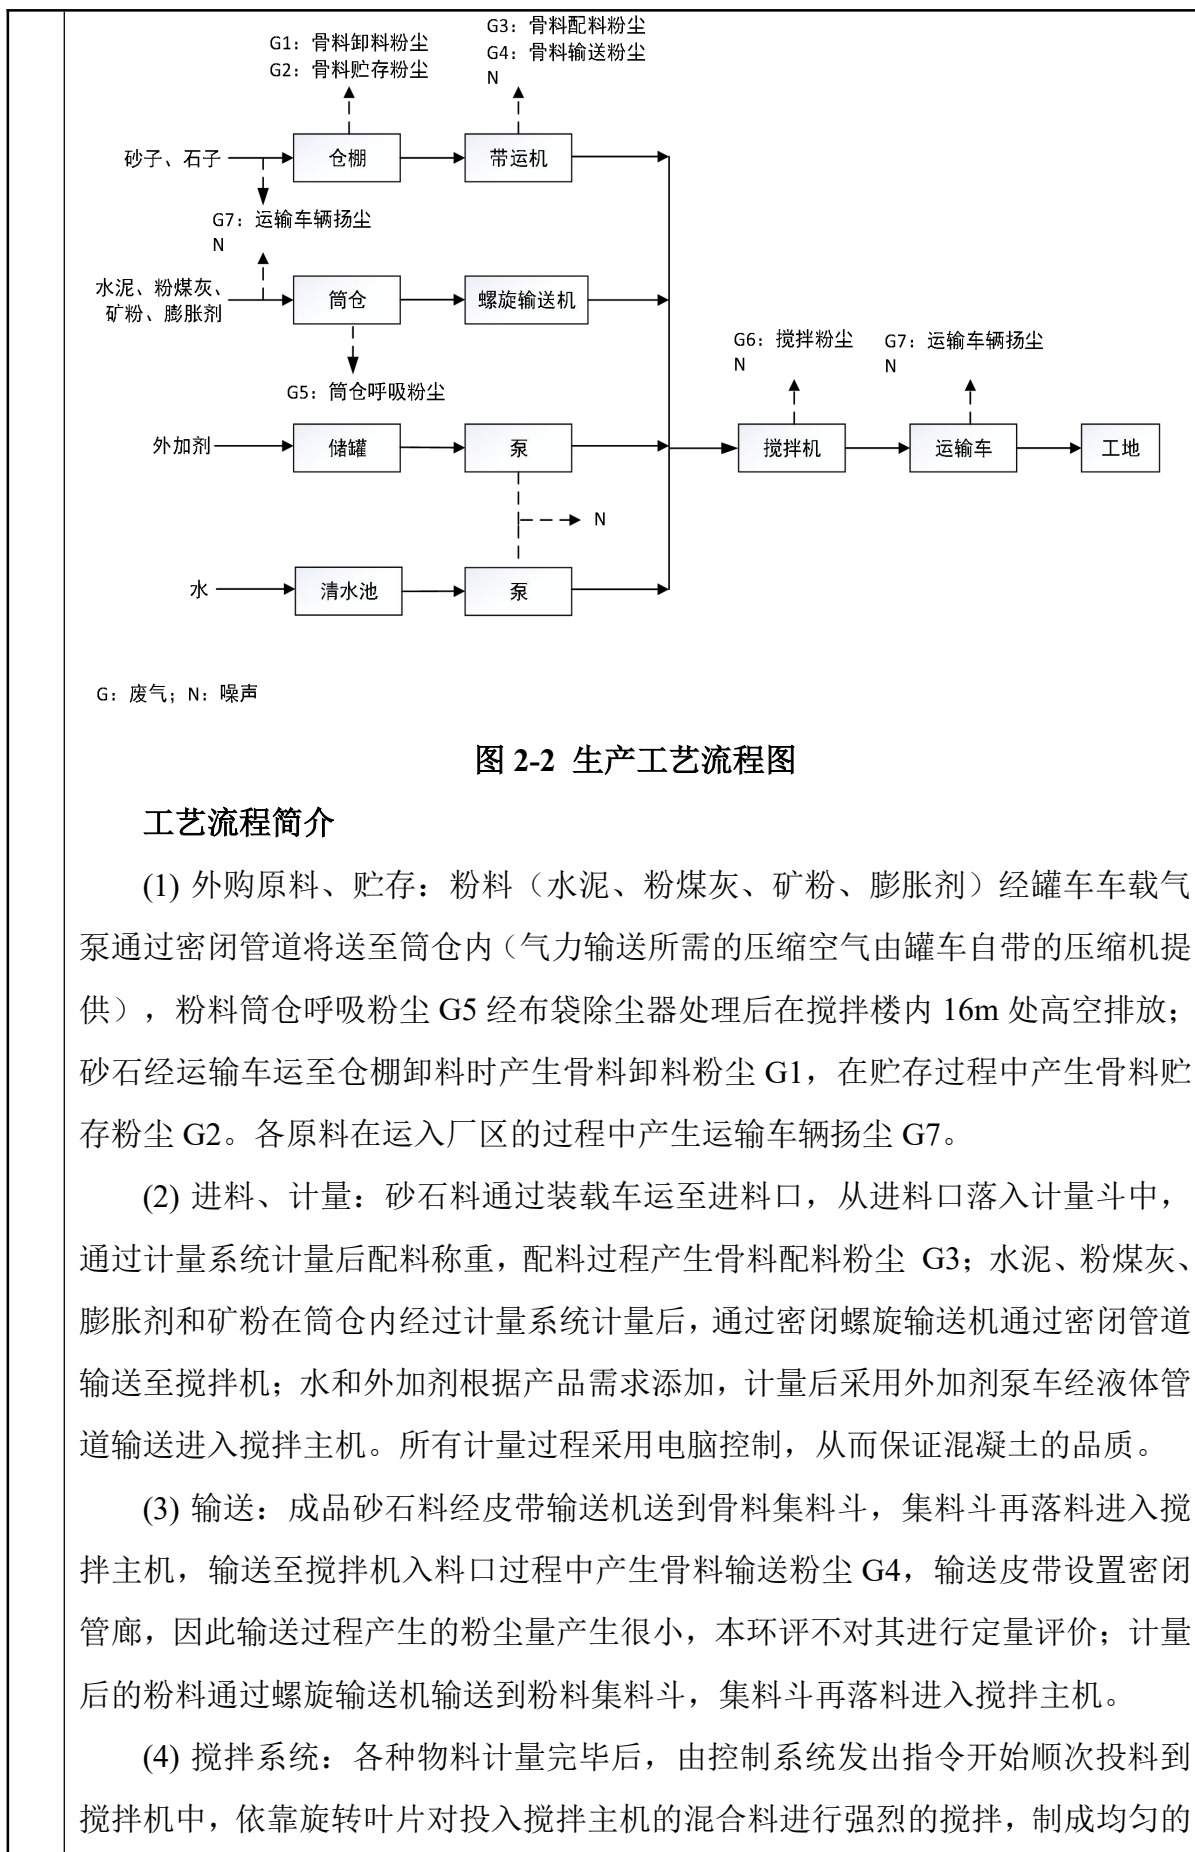 G1：骨料卸料粉尘
G2：骨料贮存粉尘
G3：骨料配料粉尘
G4：骨料输送粉尘
N
砂子、石子
仓棚
带运机
G7：运输车辆扬尘
N
水泥、粉煤灰、
矿粉、膨胀剂
筒仓
螺旋输送机
G5：筒仓呼吸粉尘
G6：搅拌粉尘
N
G7：运输车辆扬尘
N
外加剂
储罐
泵
搅拌机
运输车
工地
N
水
清水池
泵
G：废气；N：噪声
图 2-2 生产工艺流程图
工艺流程简介
(1) 外购原料、贮存：粉料（水泥、粉煤灰、矿粉、膨胀剂）经罐车车载气
泵通过密闭管道将送至筒仓内（气力输送所需的压缩空气由罐车自带的压缩机提
供），粉料筒仓呼吸粉尘 G5 经布袋除尘器处理后在搅拌楼内 16m 处高空排放；
砂石经运输车运至仓棚卸料时产生骨料卸料粉尘 G1，在贮存过程中产生骨料贮
存粉尘 G2。各原料在运入厂区的过程中产生运输车辆扬尘 G7。
(2) 进料、计量：砂石料通过装载车运至进料口，从进料口落入计量斗中，
通过计量系统计量后配料称重，配料过程产生骨料配料粉尘 G3；水泥、粉煤灰、
膨胀剂和矿粉在筒仓内经过计量系统计量后，通过密闭螺旋输送机通过密闭管道
输送至搅拌机；水和外加剂根据产品需求添加，计量后采用外加剂泵车经液体管
道输送进入搅拌主机。所有计量过程采用电脑控制，从而保证混凝土的品质。
(3) 输送：成品砂石料经皮带输送机送到骨料集料斗，集料斗再落料进入搅
拌主机，输送至搅拌机入料口过程中产生骨料输送粉尘 G4，输送皮带设置密闭
管廊，因此输送过程产生的粉尘量产生很小，本环评不对其进行定量评价；计量
后的粉料通过螺旋输送机输送到粉料集料斗，集料斗再落料进入搅拌主机。
(4) 搅拌系统：各种物料计量完毕后，由控制系统发出指令开始顺次投料到
搅拌机中，依靠旋转叶片对投入搅拌主机的混合料进行强烈的搅拌，制成均匀的